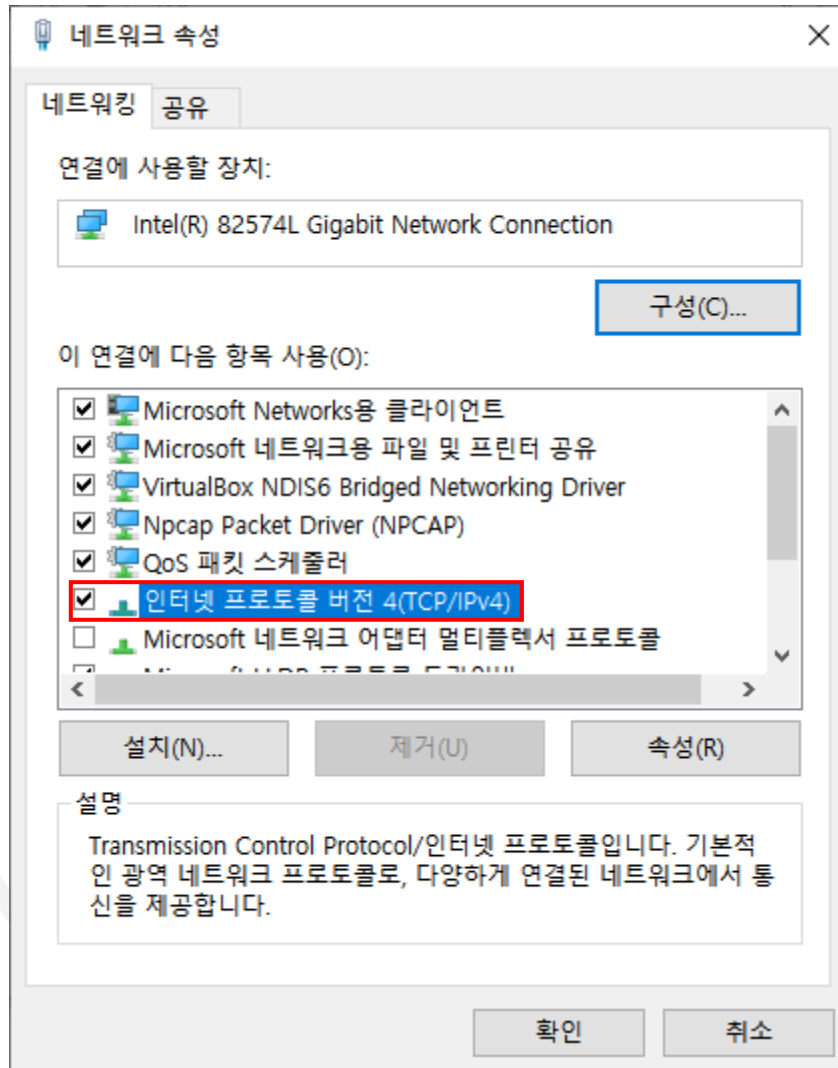 네트워크 속성
네트워킹
공유
연결에 사용할 장치:
Intel(R) 82574L Gigabit Network Connection
구성(C)...
이 연결에 다음 항목 사용(O):
Microsoft Networks용 클라이언트
Microsoft 네트워크용 파일 및 프린터 공유
VirtualBox NDIS6 Bridged Networking Driver
Npcap Packet Driver (NPCAP)
QoS 패킷 스케줄러
인터넷 프로토콜 버전 4(TCP/IPv4)
Microsoft 네트워크 어댑터 멀티플렉서 프로토콜
설치(N)...
제거(U)
속성(R)
설명
Transmission Control Protocol/인터넷 프로토콜입니다. 기본적
인 광역 네트워크 프로토콜로, 다양하게 연결된 네트워크에서 통
신을 제공합니다.
확인
취소